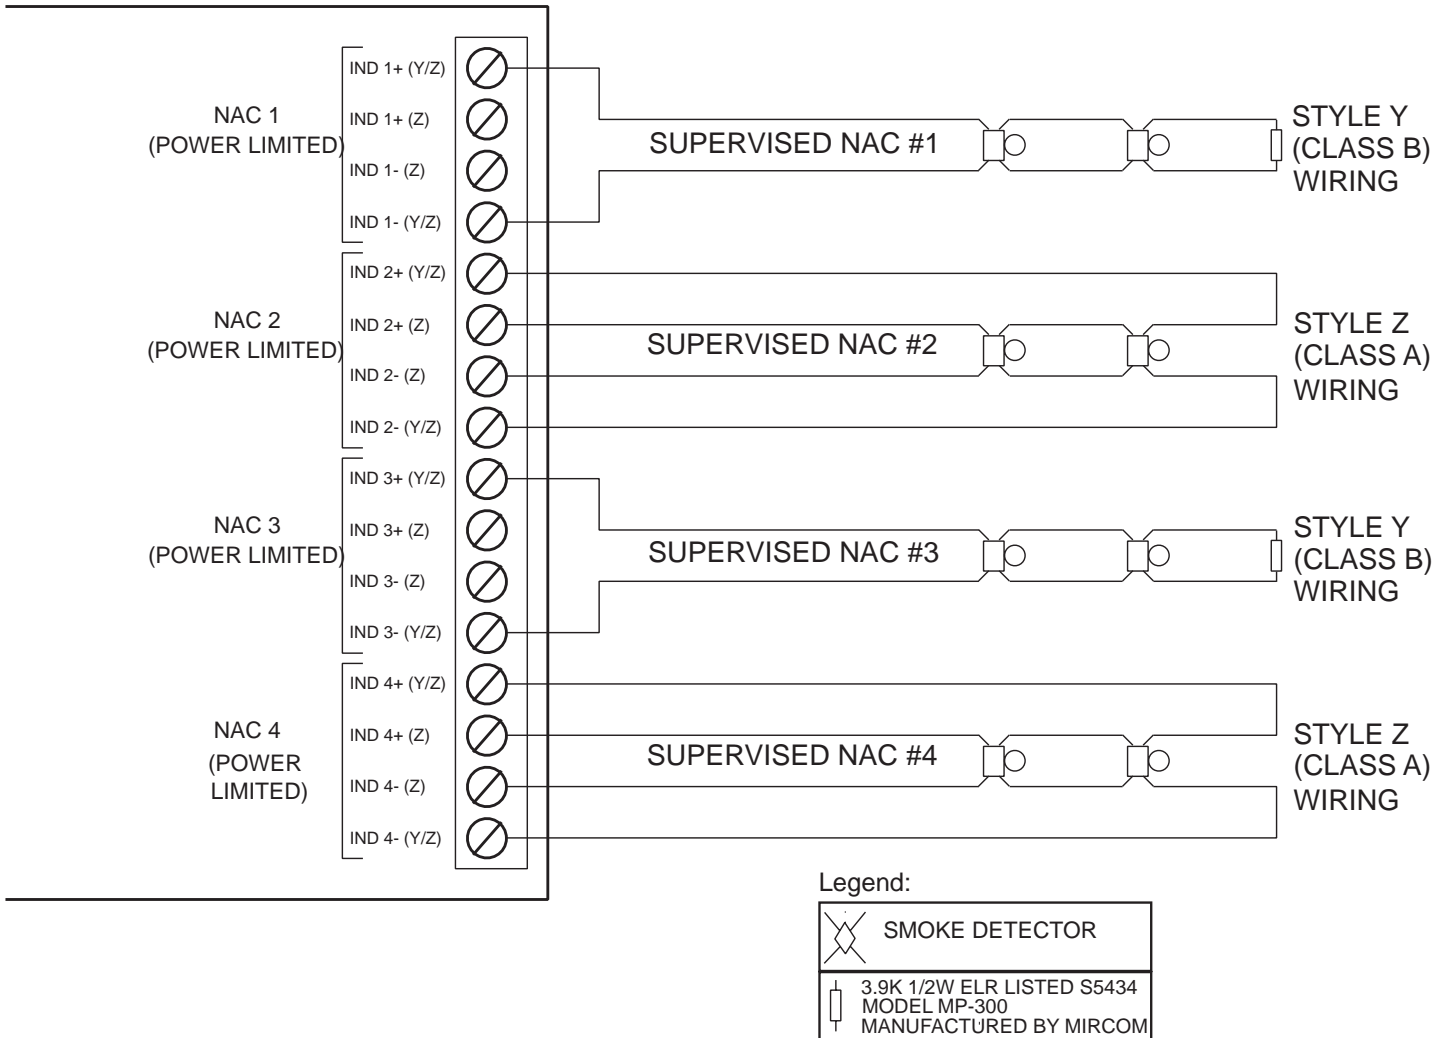 NAC 1
(POWER LIMITED)
IND 1+ (Y/Z)
IND 1+ (Z)
IND 1- (Z)
IND 1- (Y/Z)
SUPERVISED NAC #1
STYLE Y
(CLASS B)
WIRING
NAC 2
(POWER LIMITED)
IND 2+ (Y/Z)
IND 2+ (Z)
IND 2- (Z)
IND 2- (Y/Z)
SUPERVISED NAC #2
STYLE Z
(CLASS A)
WIRING
NAC 3
(POWER LIMITED)
IND 3+ (Y/Z)
IND 3+ (Z)
IND 3- (Z)
IND 3- (Y/Z)
SUPERVISED NAC #3
STYLE Y
(CLASS B)
WIRING
NAC 4
(POWER
LIMITED)
IND 4+ (Y/Z)
IND 4+ (Z)
IND 4- (Z)
IND 4- (Y/Z)
SUPERVISED NAC #4
STYLE Z
(CLASS A)
WIRING
Legend:
SMOKE DETECTOR
3.9K 1/2W ELR LISTED S5434
MODEL MP-300
MANUFACTURED BY MIRCOM